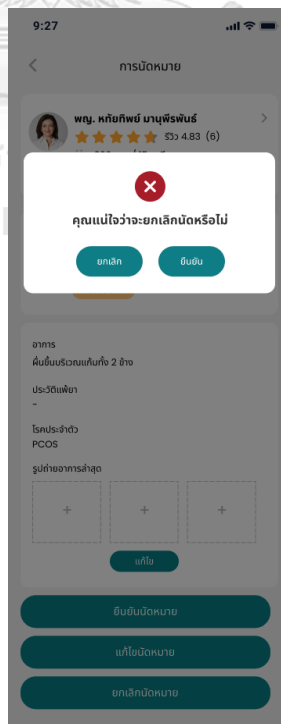 9:27
การนัดหมาย
พญ. หทัยทิพย์ มานุพีรพันธ์
รีวิว 4.83 (6)
คุณแน่ใจว่าจะยกเลิกนัดหรือไม่
ยกเลิก
ยืนยัน
อาการ
ผื่นขึ้นบริเวณแก้มทั้ง 2 ข้าง
ประวัติแพ้ยา
-
โรคประจำตัว
PCOS
รูปถ่ายอาการล่าสุด
+ + +
แก้ไข
ยืนยันนัดหมาย
แก้ไขนัดหมาย
ยกเลิกนัดหมาย